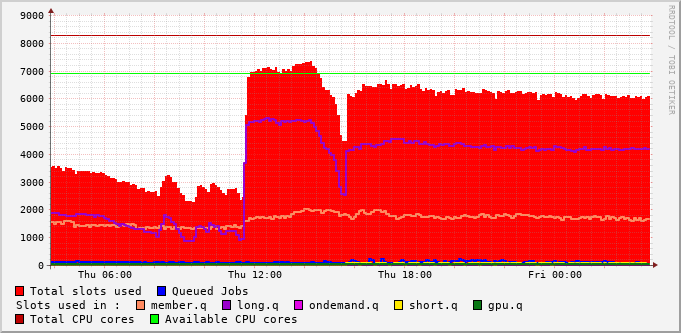 RRDTOOL / TOBI OETIKER
9000
8000
7000
6000
5000
4000
3000
2000
1000
0
Thu 06:00 Thu 12:00 Thu 18:00 Fri 00:00
Total slots used Queued Jobs
Slots used in : member.q long.q ondemand.q short.q gpu.q
Total CPU cores Available CPU cores